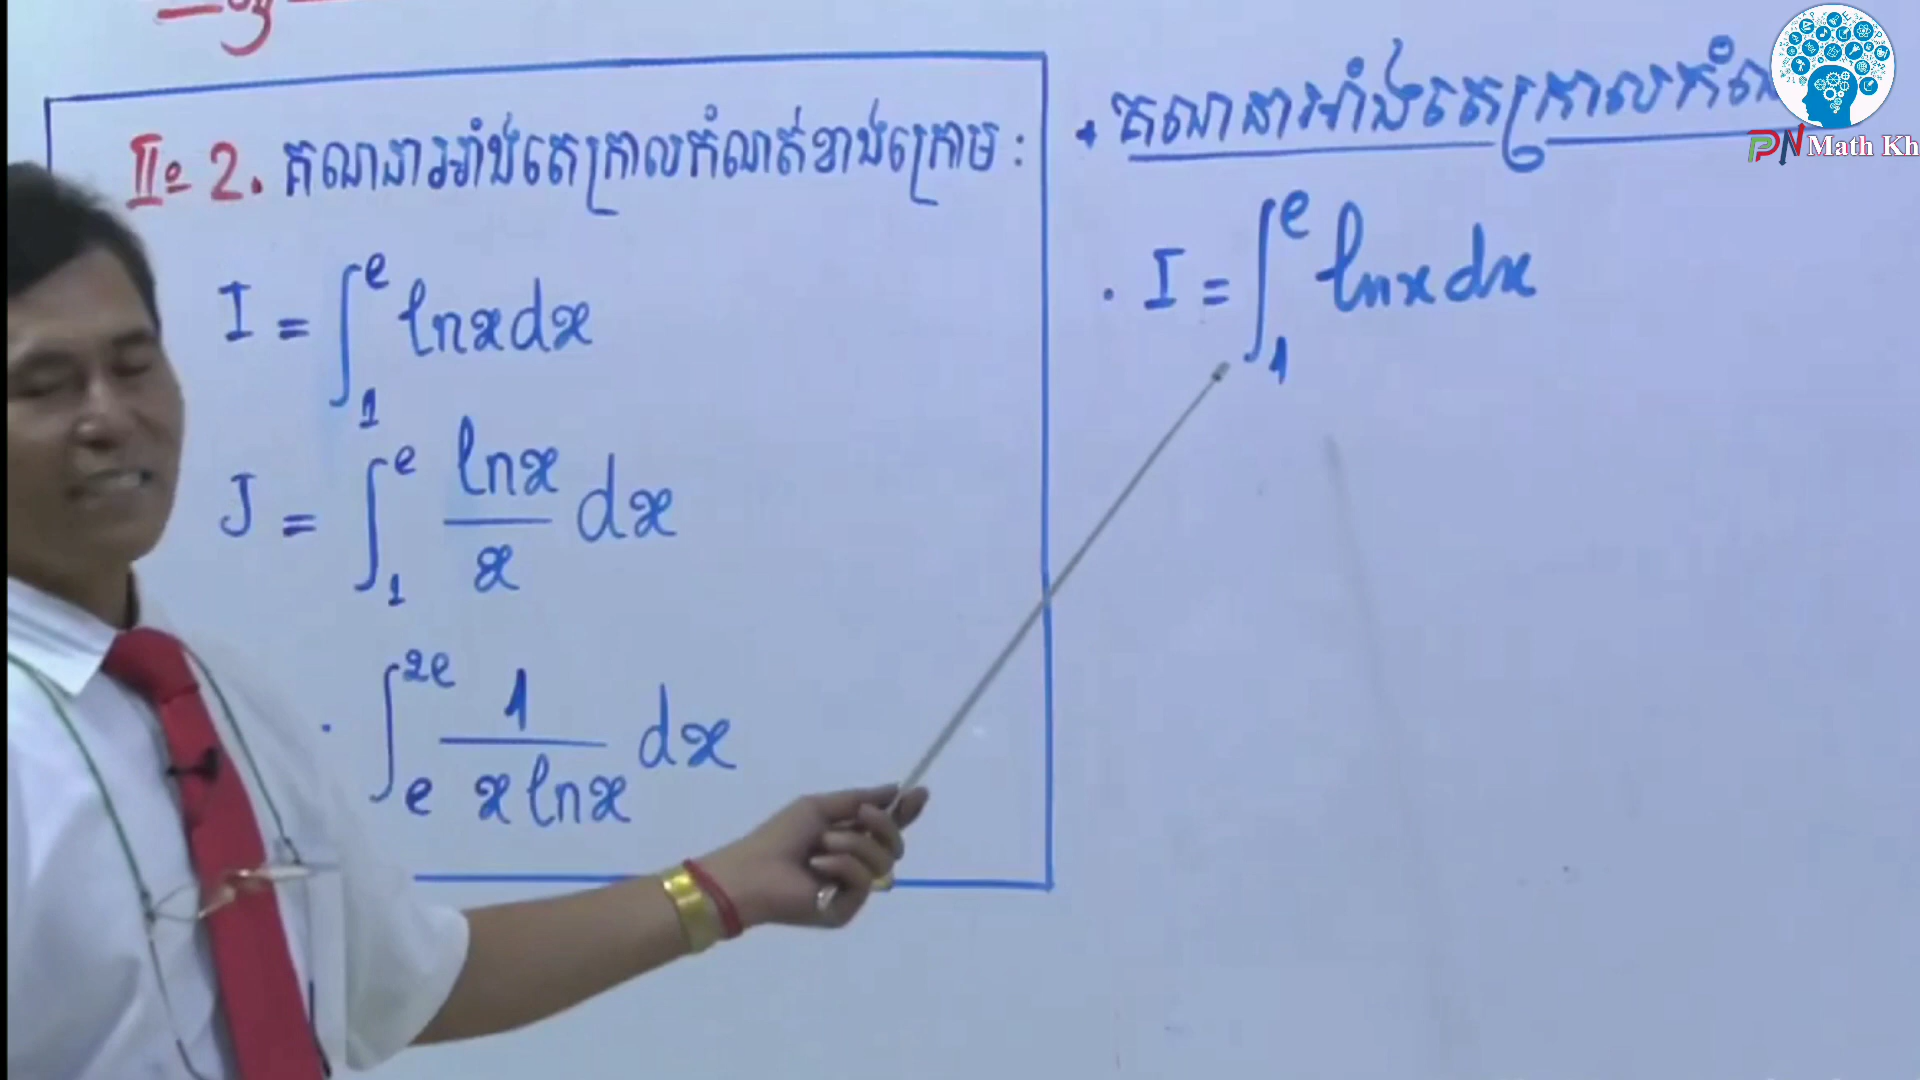 II. 2. គណនាអាំងតេក្រាលកំណត់ខាងក្រោម :
I = ∫₁ᵉ lnx dx
J = ∫₁ᵉ lnx/x dx
∫ₑ²ᵉ 1/(x lnx) dx
+ គណនាអាំងតេក្រាលកំណ
. I = ∫₁ᵉ lnx dx
PN Math Kh